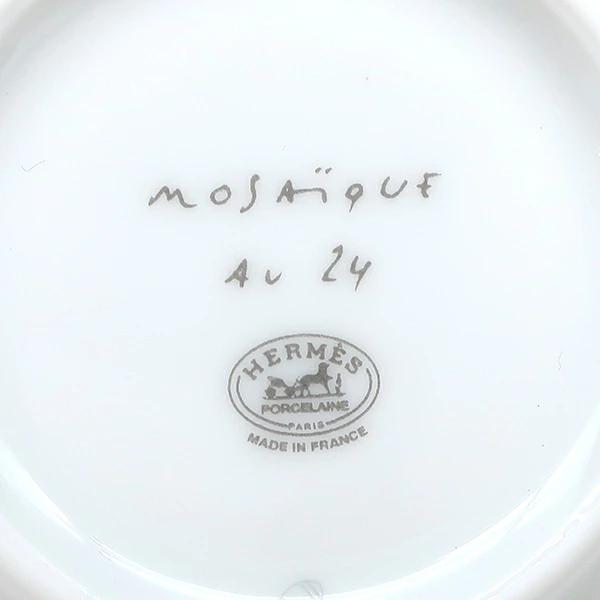 MOSAÏQUE
AU 24
HERMÈS
PORCELAINE
PARIS
MADE IN FRANCE